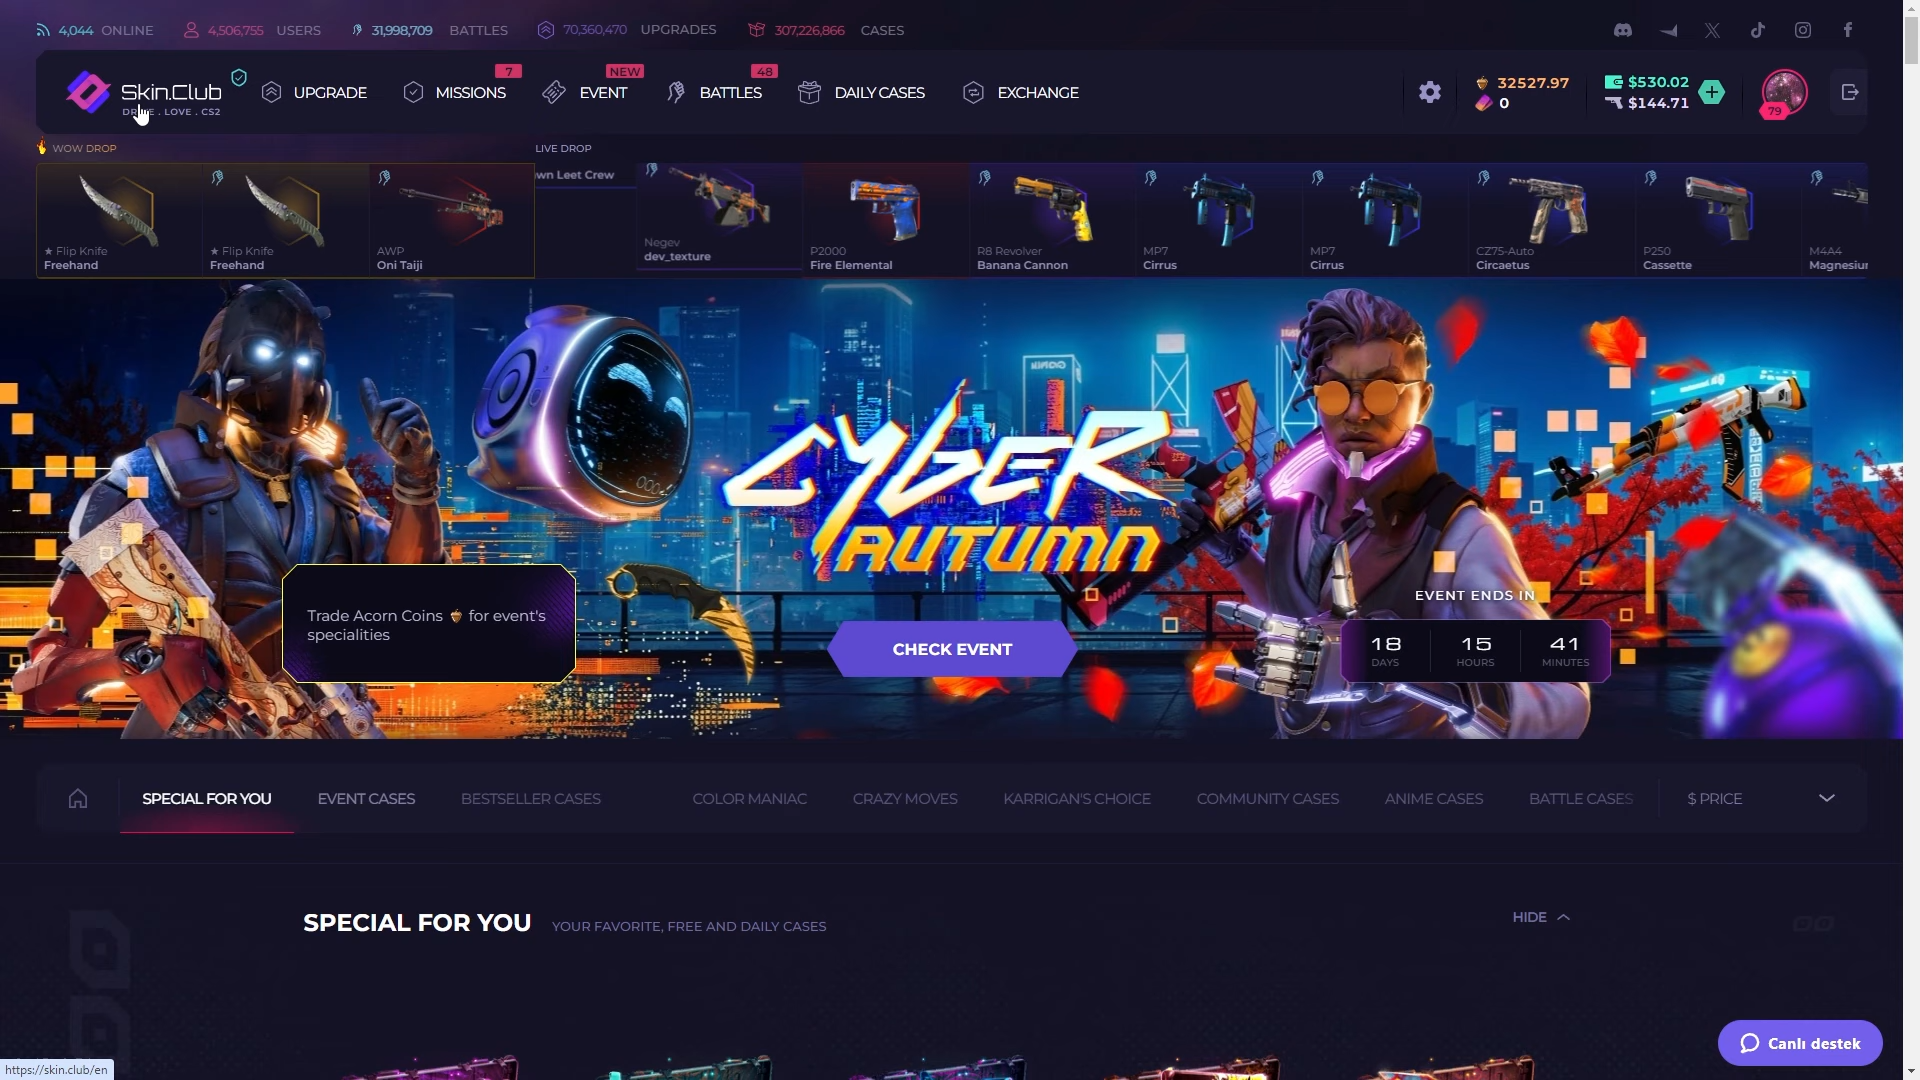 4,044 ONLINE 4,506,755 USERS 31,998,709 BATTLES 70,360,470 UPGRADES 307,226,866 CASES
Skin.Club
DROP . LOVE . CS2
UPGRADE
7
MISSIONS
NEW
EVENT
48
BATTLES
DAILY CASES
EXCHANGE
32527.97
0
$530.02
$144.71
79
WOW DROP
LIVE DROP
★ Flip Knife
Freehand
★ Flip Knife
Freehand
AWP
Oni Taiji
wn Leet Crew
Negev
dev_texture
P2000
Fire Elemental
R8 Revolver
Banana Cannon
MP7
Cirrus
MP7
Cirrus
CZ75-Auto
Circaetus
P250
Cassette
M4A4
Magnesiu
CYBER
AUTUMN
Trade Acorn Coins for event's
specialities
CHECK EVENT
EVENT ENDS IN
18 15 41
DAYS HOURS MINUTES
SPECIAL FOR YOU EVENT CASES BESTSELLER CASES COLOR MANIAC CRAZY MOVES KARRIGAN'S CHOICE COMMUNITY CASES ANIME CASES BATTLE CASES $ PRICE
SPECIAL FOR YOU YOUR FAVORITE, FREE AND DAILY CASES HIDE
Canlı destek
https://skin.club/en